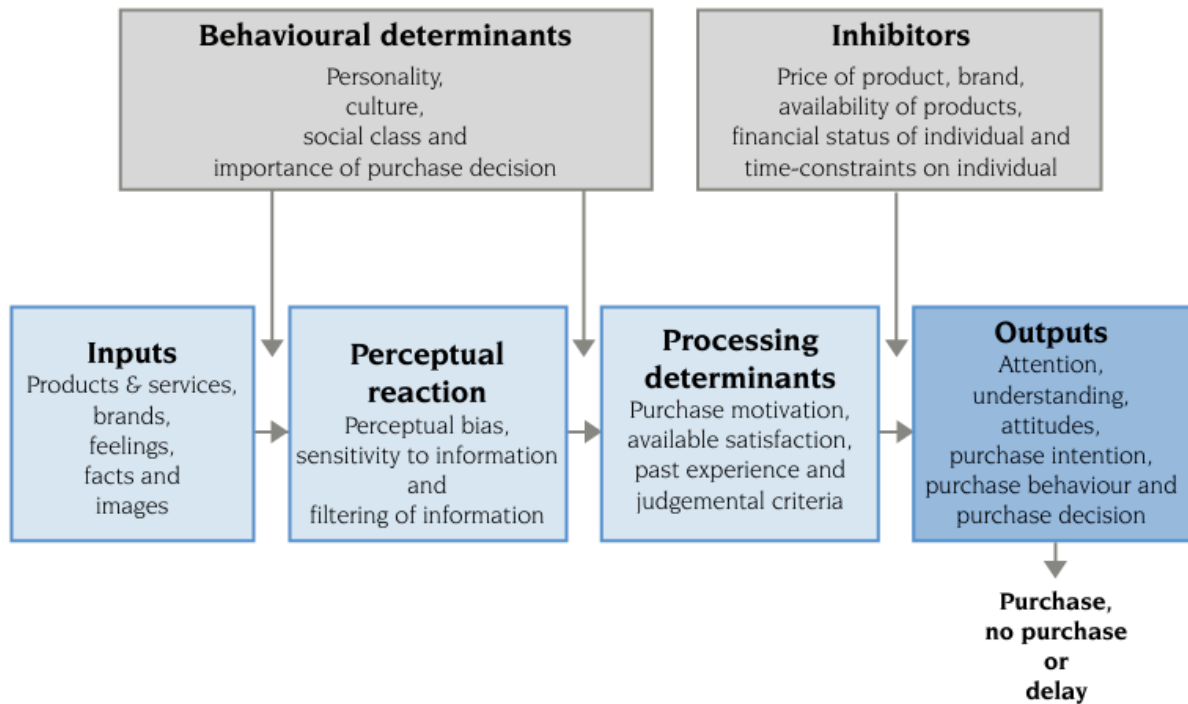 Behavioural determinants
Personality,
culture,
social class and
importance of purchase decision
Inhibitors
Price of product, brand,
availability of products,
financial status of individual and
time-constraints on individual
Inputs
Products & services,
brands,
feelings,
facts and
images
Perceptual
reaction
Perceptual bias,
sensitivity to information
and
filtering of information
Processing
determinants
Purchase motivation,
available satisfaction,
past experience and
judgemental criteria
Outputs
Attention,
understanding,
attitudes,
purchase intention,
purchase behaviour and
purchase decision
Purchase,
no purchase
or
delay